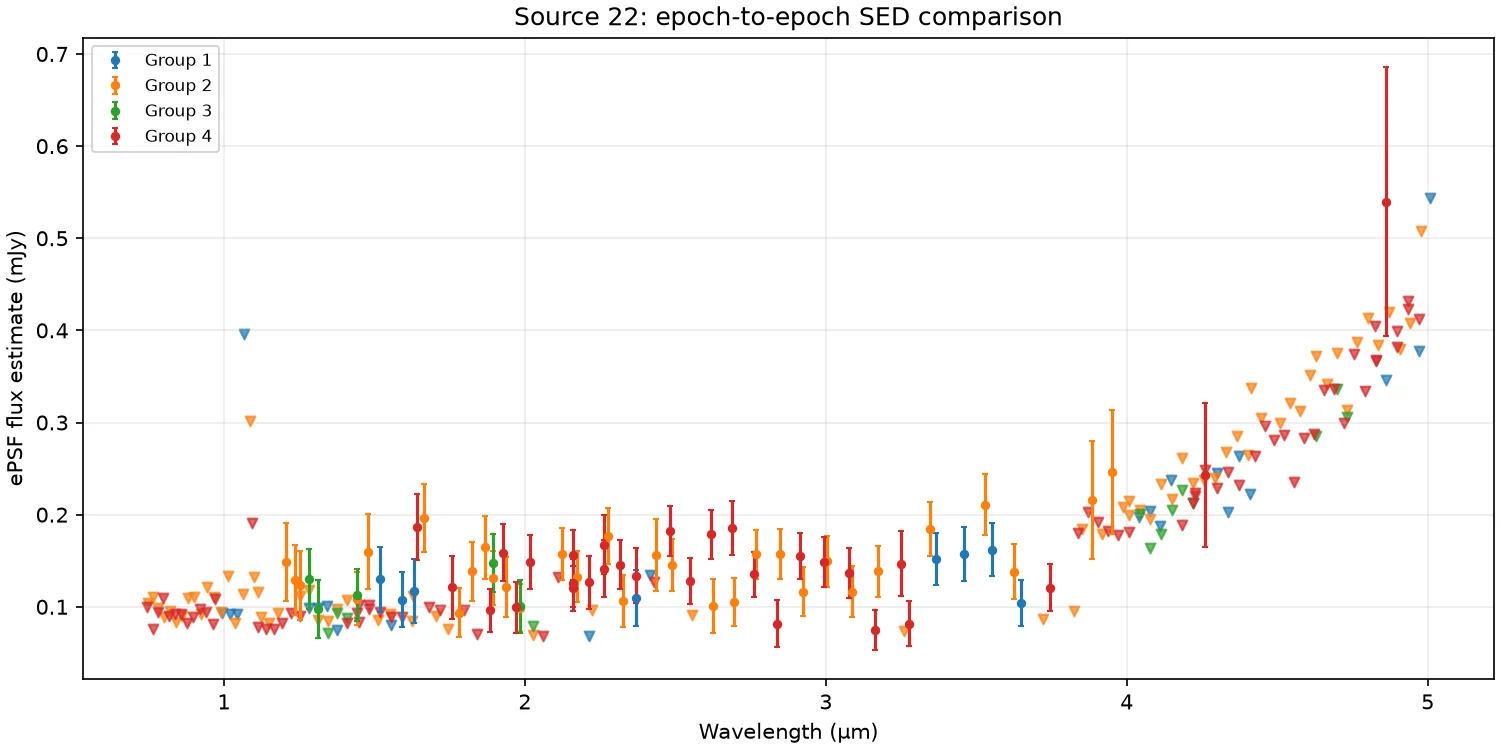 Source 22: epoch-to-epoch SED comparison
Group 1
Group 2
Group 3
Group 4
ePSF flux estimate (mJy)
0.7
0.6
0.5
0.4
0.3
0.2
0.1
1 2 3 4 5
Wavelength (μm)